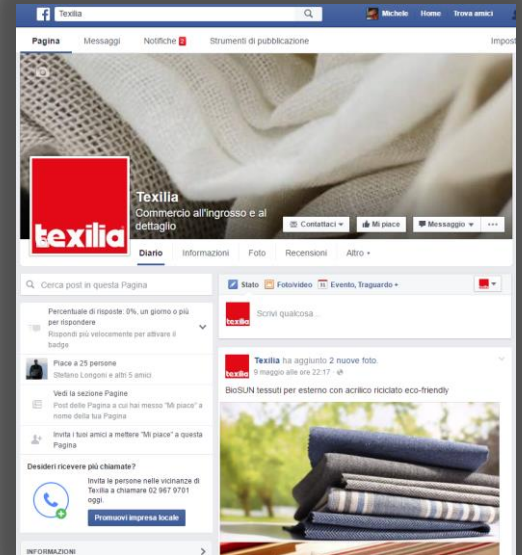 Texilia
Michele Home Trova amici
Pagina Messaggi Notifiche 2 Strumenti di pubblicazione Impost
texilia
Texilia
Commercio all'ingrosso e al
dettaglio
Contattaci Mi piace Messaggio ...
Diario Informazioni Foto Recensioni Altro
Cerca post in questa Pagina
Percentuale di risposte: 0%, un giorno o più
per rispondere
Rispondi più velocemente per attivare il
badge
Piace a 25 persone
Stefano Longoni e altri 5 amici
Vedi la sezione Pagine
Post delle Pagina a cui hai messo "Mi piace" a
nome della tua Pagina
Invita i tuoi amici a mettere "Mi piace" a questa
Pagina
Desideri ricevere più chiamate?
Invita le persone nelle vicinanze di
Texilia a chiamare 02 967 9701
oggi.
Promuovi impresa locale
INFORMAZIONI
Stato Foto/video Evento, Traguardo
texilia
Scrivi qualcosa...
texilia
Texilia ha aggiunto 2 nuove foto.
9 maggio alle ore 22:17
BioSUN tessuti per esterno con acrilico riciclato eco-friendly